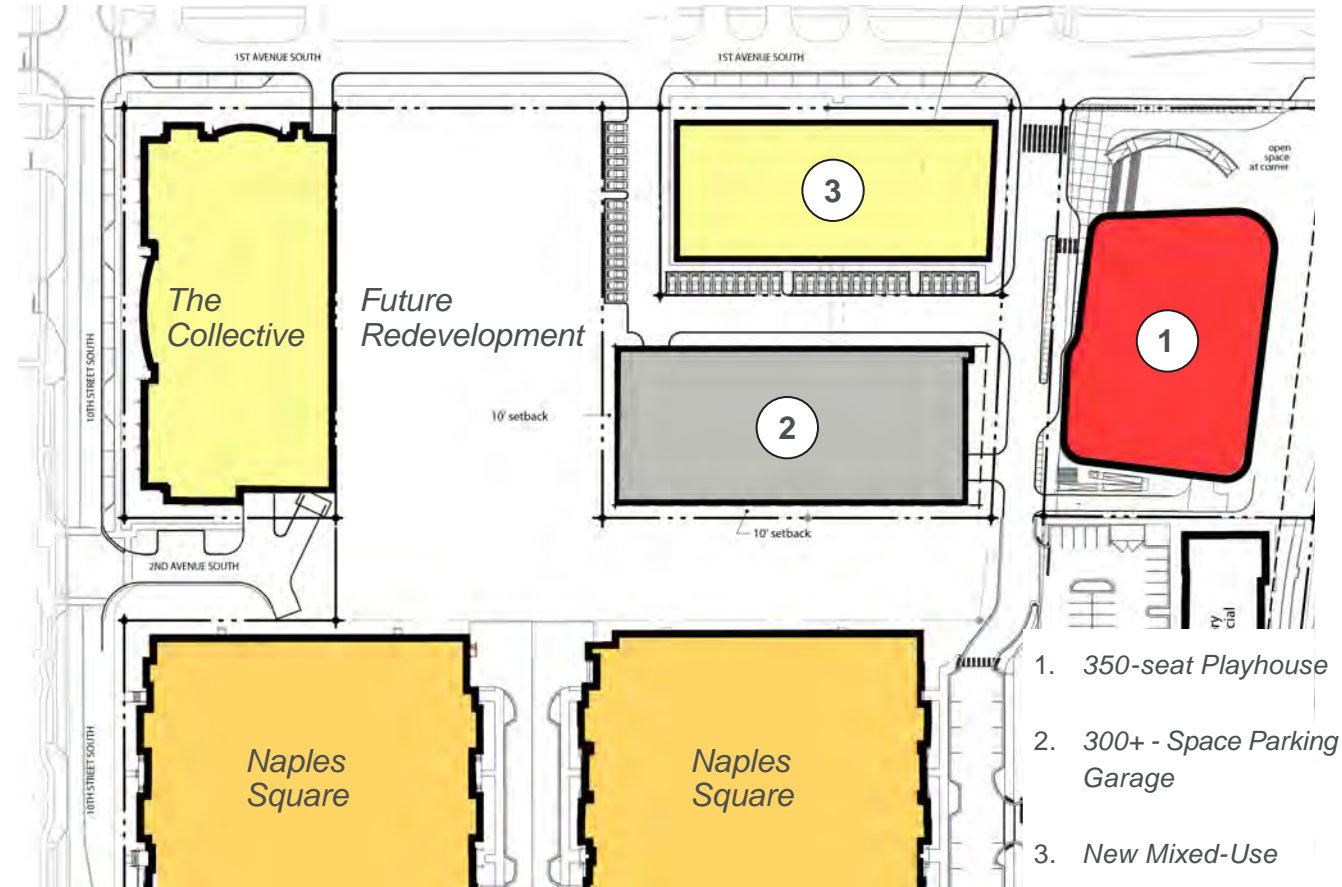 1ST AVENUE SOUTH
1ST AVENUE SOUTH
open
space
at corner
3
The
Collective
Future
Redevelopment
1
10TH STREET SOUTH
10' setback
2
10' setback
2ND AVENUE SOUTH
10TH STREET SOUTH
Naples
Square
Naples
Square
1. 350-seat Playhouse
2. 300+ - Space Parking
Garage
3. New Mixed-Use